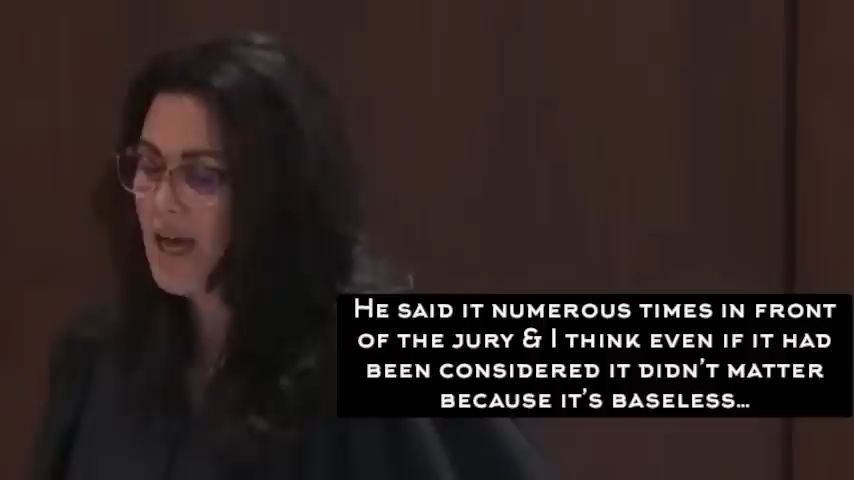 He said it numerous times in front
of the jury & I think even if it had
been considered it didn't matter
because it's baseless...